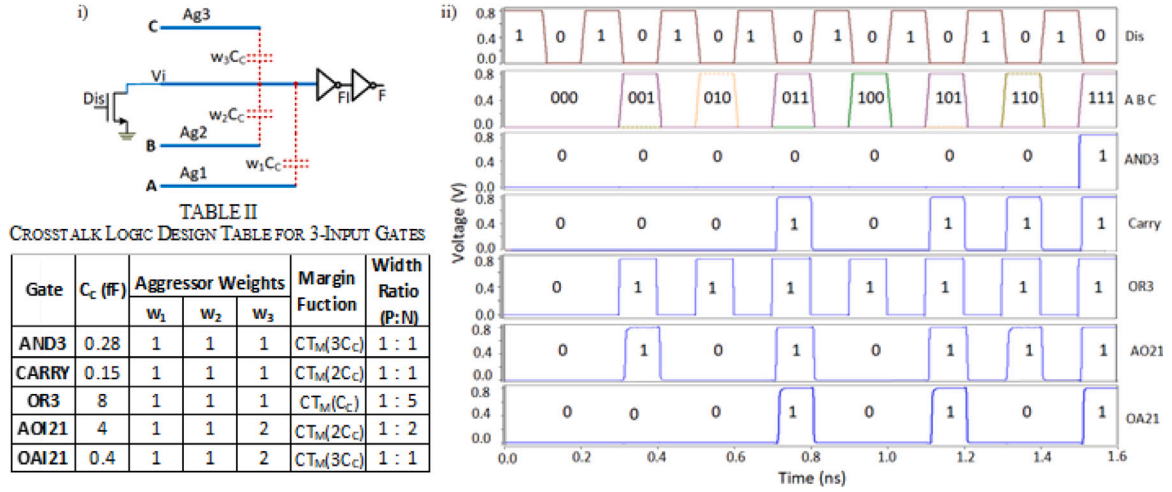 i)
C Ag3
w3CC
Vi
Dis FI F
w2CC
B Ag2
w1CC
A Ag1
TABLE II
CROSSTALK LOGIC DESIGN TABLE FOR 3-INPUT GATES
Gate CC (fF) Aggressor Weights Margin Fuction Width Ratio (P:N)
w1 w2 w3
AND3 0.28 1 1 1 CTM(3CC) 1 : 1
CARRY 0.15 1 1 1 CTM(2CC) 1 : 1
OR3 8 1 1 1 CTM(CC) 1 : 5
AOI21 4 1 1 2 CTM(2CC) 1 : 2
OAI21 0.4 1 1 2 CTM(3CC) 1 : 1
ii)
Voltage (V)
0.8 0.4 0.0 1 0 1 0 1 0 1 0 1 0 1 0 1 0 1 0 Dis
0.8 0.4 0.0 000 001 010 011 100 101 110 111 A B C
0.8 0.4 0.0 0 0 0 0 0 0 0 1 AND3
0.8 0.4 0.0 0 0 0 1 0 1 1 1 Carry
0.8 0.4 0.0 0 1 1 1 1 1 1 1 OR3
0.8 0.4 0.0 0 1 0 1 0 1 1 1 AO21
0.8 0.4 0.0 0 0 0 1 0 1 0 1 OA21
0.0 0.2 0.4 0.6 0.8 1.0 1.2 1.4 1.6
Time (ns)